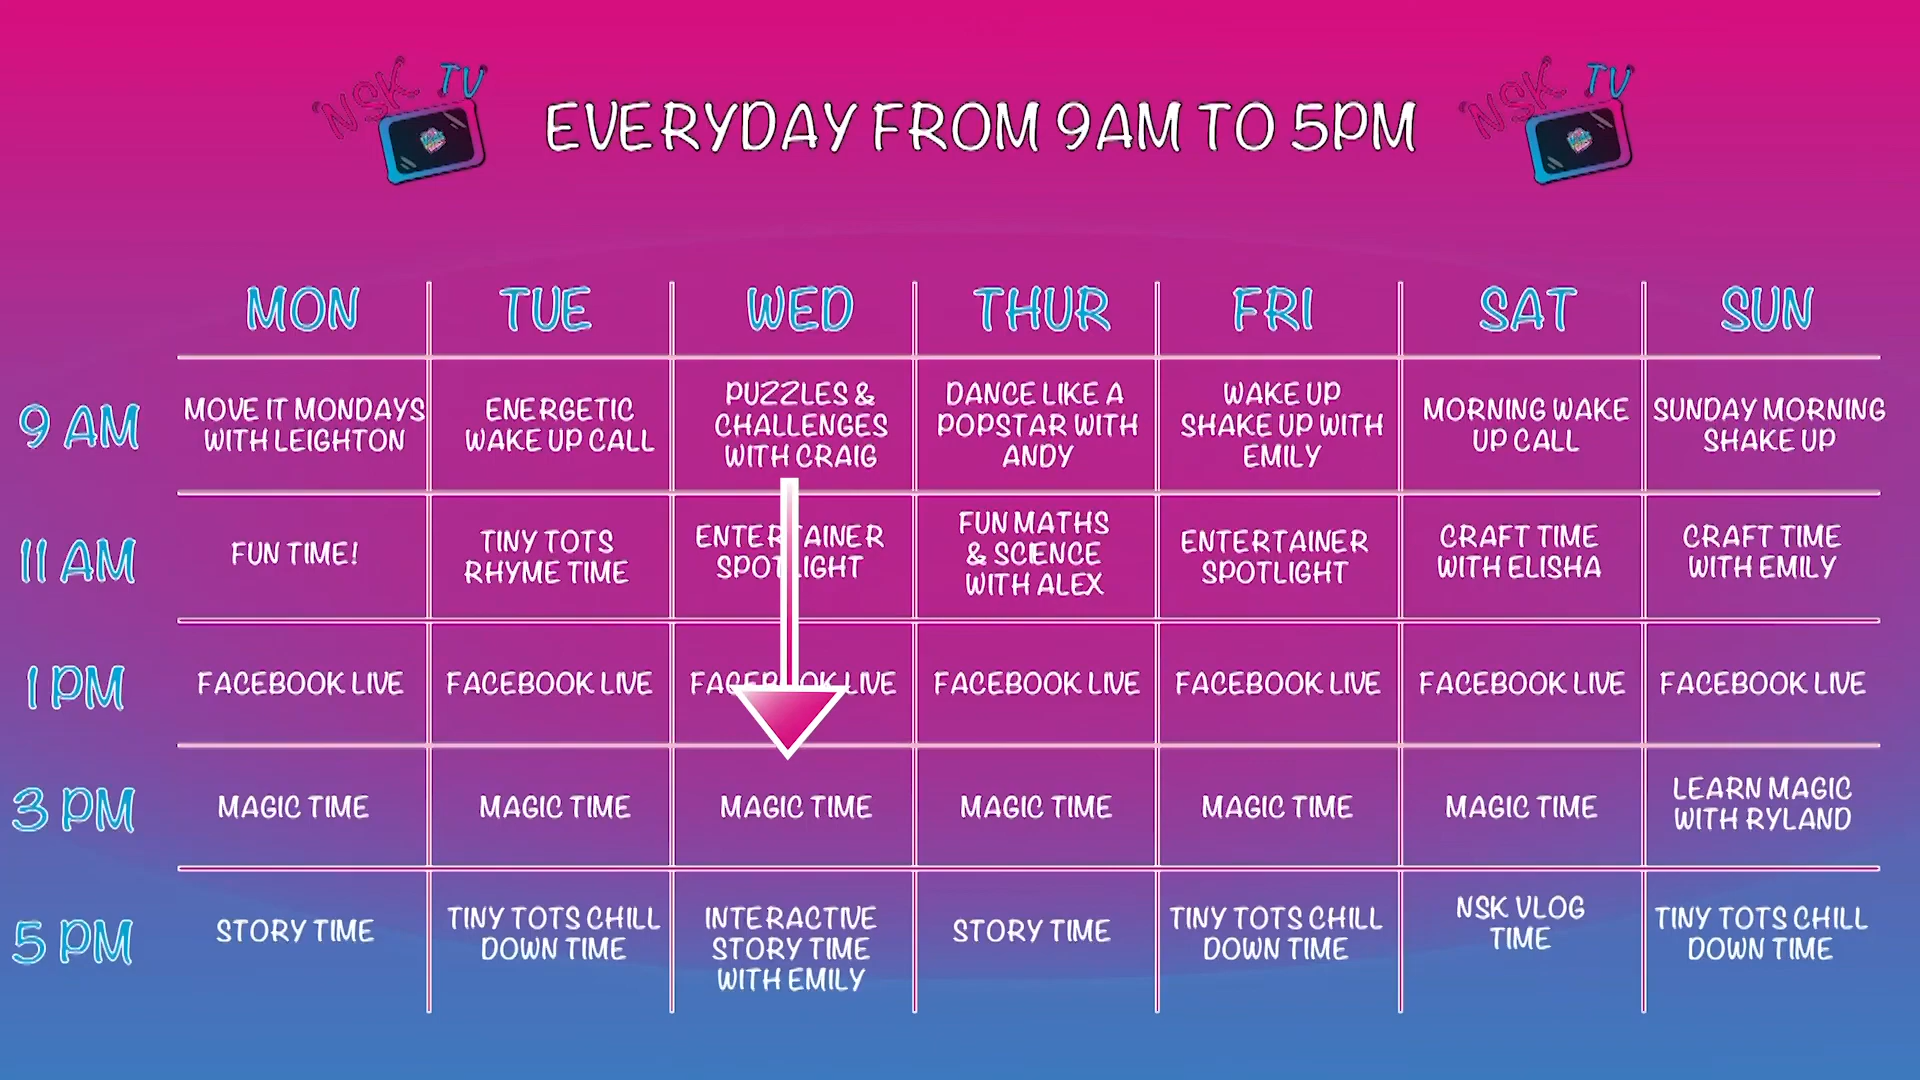 NSK TV
EVERYDAY FROM 9AM TO 5PM
NSK TV
MON TUE WED THUR FRI SAT SUN
9 AM
MOVE IT MONDAYS
WITH LEIGHTON
ENERGETIC
WAKE UP CALL
PUZZLES &
CHALLENGES
WITH CRAIG
DANCE LIKE A
POPSTAR WITH
ANDY
WAKE UP
SHAKE UP WITH
EMILY
MORNING WAKE
UP CALL
SUNDAY MORNING
SHAKE UP
11 AM
FUN TIME!
TINY TOTS
RHYME TIME
ENTERTAINER
SPOTLIGHT
FUN MATHS
& SCIENCE
WITH ALEX
ENTERTAINER
SPOTLIGHT
CRAFT TIME
WITH ELISHA
CRAFT TIME
WITH EMILY
1 PM
FACEBOOK LIVE
FACEBOOK LIVE
FACEBOOK LIVE
FACEBOOK LIVE
FACEBOOK LIVE
FACEBOOK LIVE
FACEBOOK LIVE
3 PM
MAGIC TIME
MAGIC TIME
MAGIC TIME
MAGIC TIME
MAGIC TIME
MAGIC TIME
LEARN MAGIC
WITH RYLAND
5 PM
STORY TIME
TINY TOTS CHILL
DOWN TIME
INTERACTIVE
STORY TIME
WITH EMILY
STORY TIME
TINY TOTS CHILL
DOWN TIME
NSK VLOG
TIME
TINY TOTS CHILL
DOWN TIME